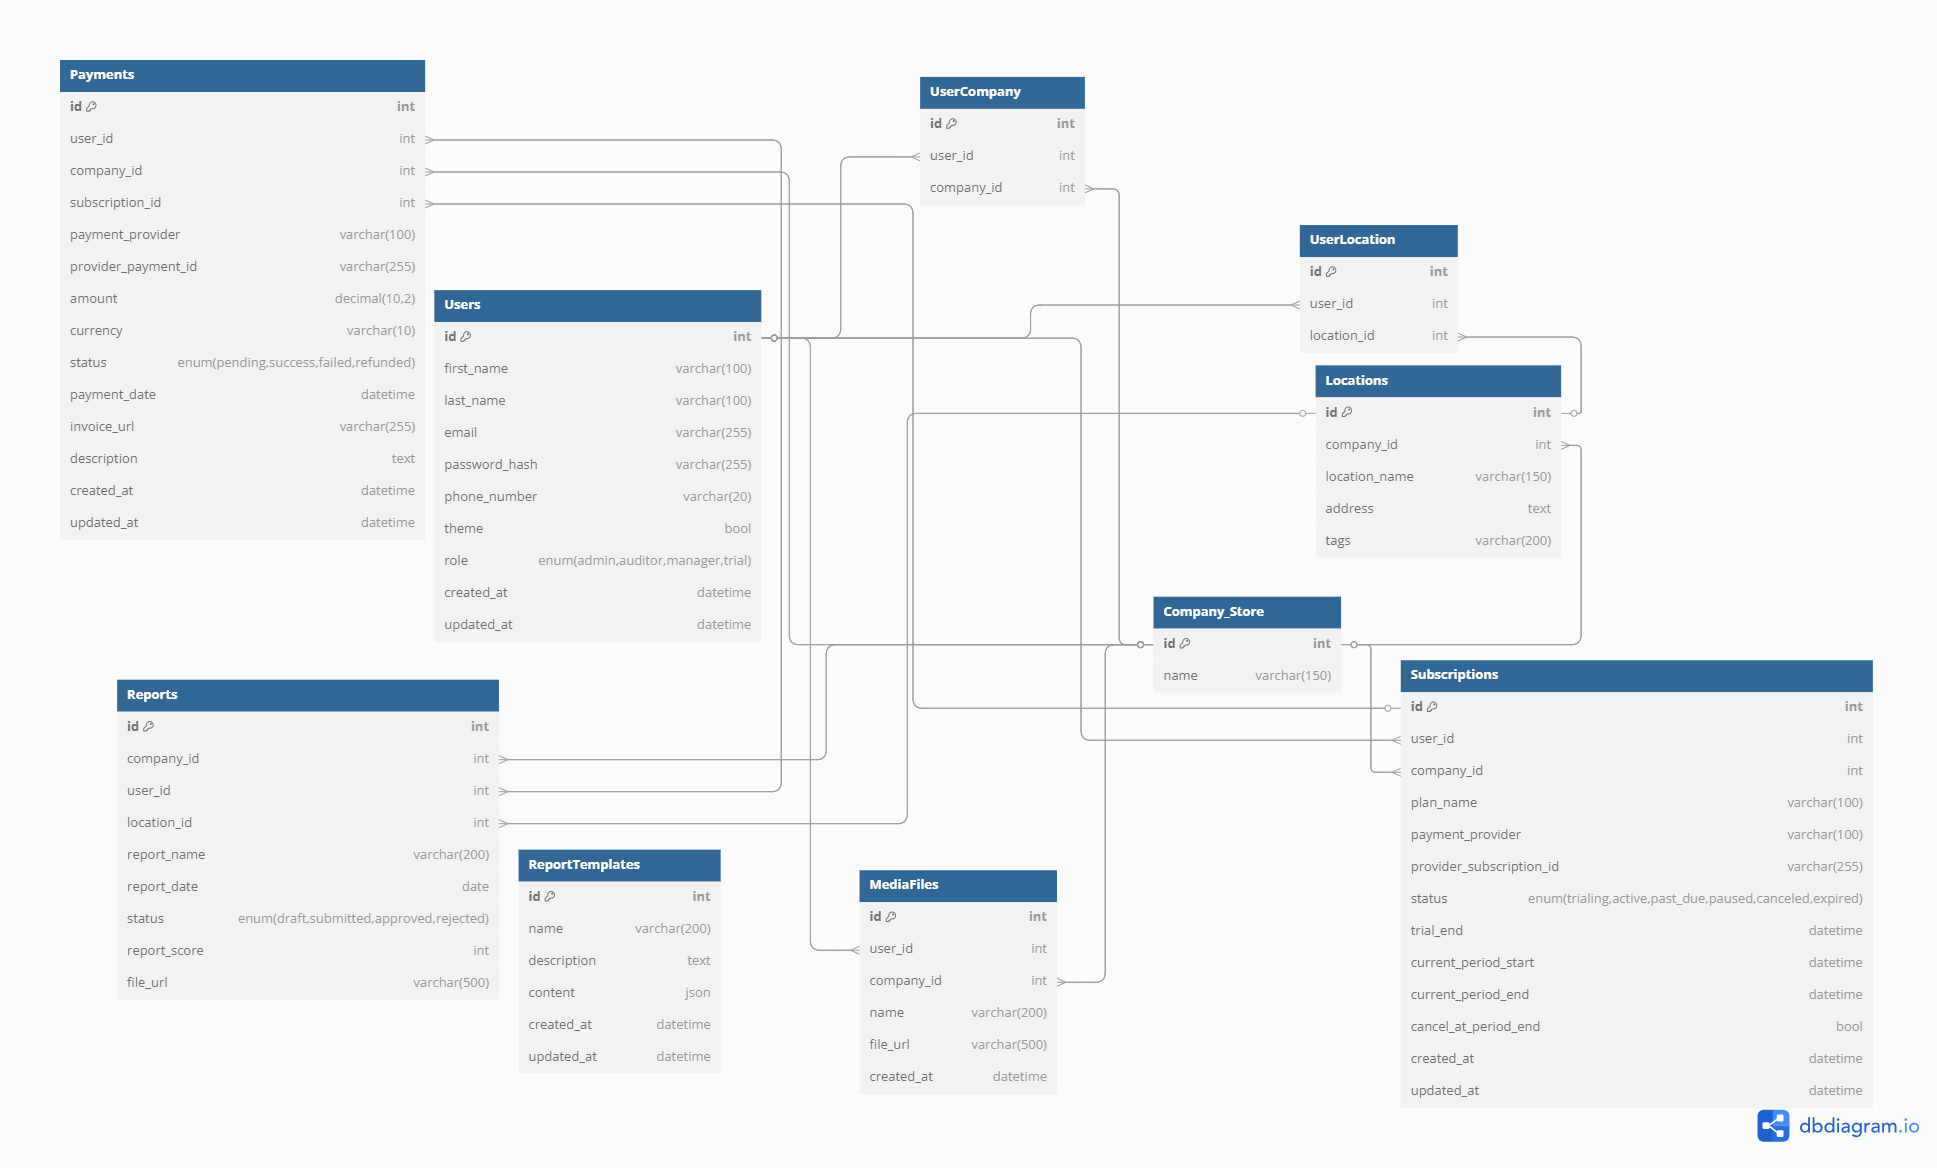 Payments
id int
user_id int
company_id int
subscription_id int
payment_provider varchar(100)
provider_payment_id varchar(255)
amount decimal(10,2)
currency varchar(10)
status enum(pending,success,failed,refunded)
payment_date datetime
invoice_url varchar(255)
description text
created_at datetime
updated_at datetime
Users
id int
first_name varchar(100)
last_name varchar(100)
email varchar(255)
password_hash varchar(255)
phone_number varchar(20)
theme bool
role enum(admin,auditor,manager,trial)
created_at datetime
updated_at datetime
UserCompany
id int
user_id int
company_id int
UserLocation
id int
user_id int
location_id int
Locations
id int
company_id int
location_name varchar(150)
address text
tags varchar(200)
Company_Store
id int
name varchar(150)
Subscriptions
id int
user_id int
company_id int
plan_name varchar(100)
payment_provider varchar(100)
provider_subscription_id varchar(255)
status enum(trialing,active,past_due,paused,canceled,expired)
trial_end datetime
current_period_start datetime
current_period_end datetime
cancel_at_period_end bool
created_at datetime
updated_at datetime
Reports
id int
company_id int
user_id int
location_id int
report_name varchar(200)
report_date date
status enum(draft,submitted,approved,rejected)
report_score int
file_url varchar(500)
ReportTemplates
id int
name varchar(200)
description text
content json
created_at datetime
updated_at datetime
MediaFiles
id int
user_id int
company_id int
name varchar(200)
file_url varchar(500)
created_at datetime
dbdiagram.io